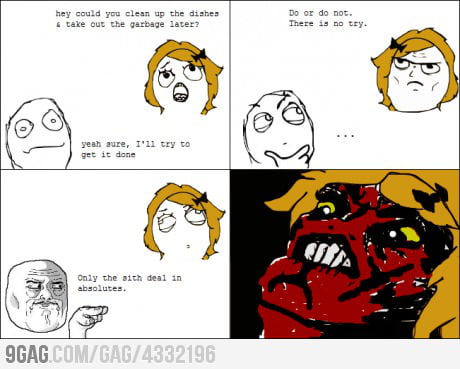 hey could you clean up the dishes
& take out the garbage later?
yeah sure, I'll try to
get it done
Do or do not.
There is no try.
...
Only the sith deal in
absolutes.
9GAG.COM/GAG/4332196